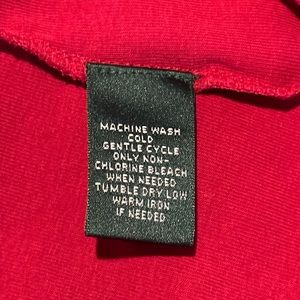 MACHINE WASH
COLD
GENTLE CYCLE
ONLY NON-
CHLORINE BLEACH
WHEN NEEDED
TUMBLE DRY LOW
WARM IRON
IF NEEDED